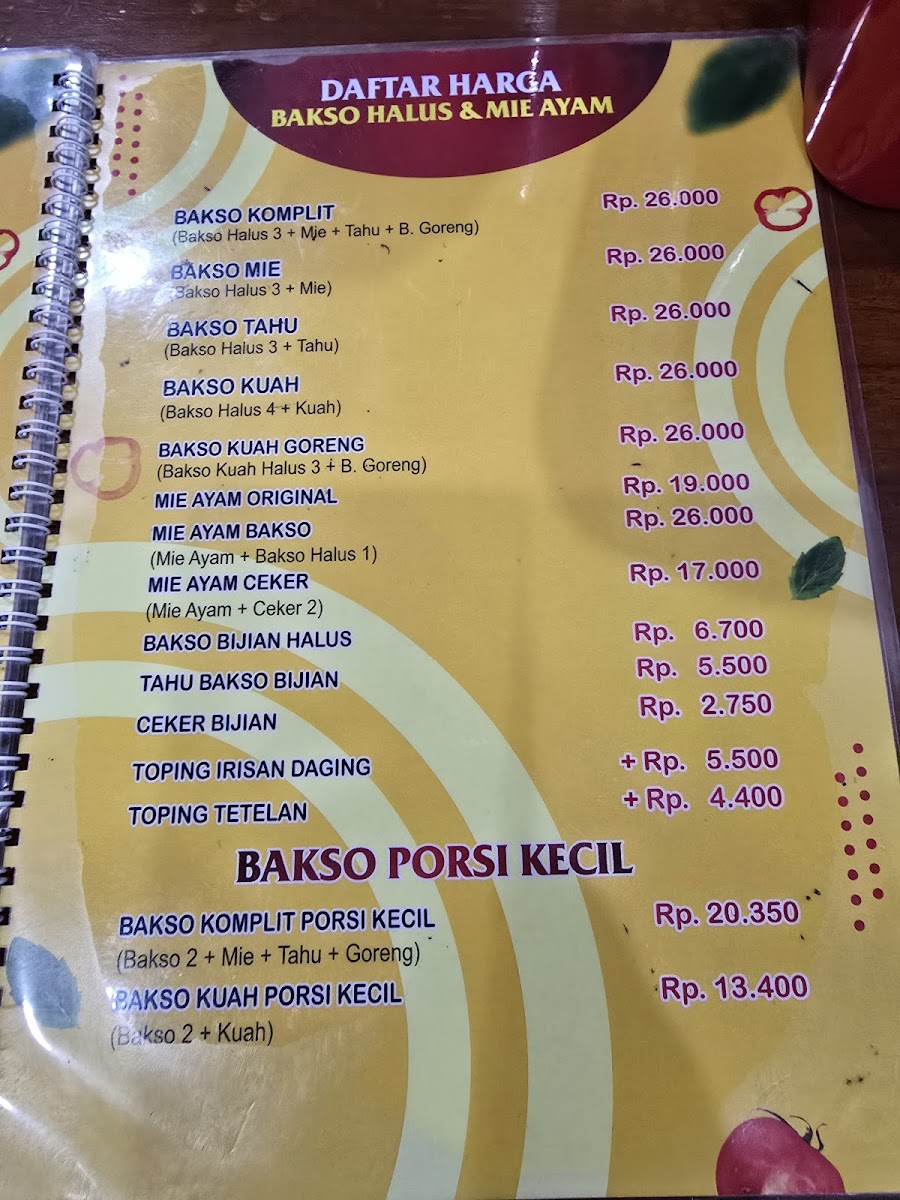 DAFTAR HARGA
BAKSO HALUS & MIE AYAM
BAKSO KOMPLIT Rp. 26.000
(Bakso Halus 3 + Mie + Tahu + B. Goreng)
BAKSO MIE Rp. 26.000
(Bakso Halus 3 + Mie)
BAKSO TAHU Rp. 26.000
(Bakso Halus 3 + Tahu)
BAKSO KUAH Rp. 26.000
(Bakso Halus 4 + Kuah)
BAKSO KUAH GORENG Rp. 26.000
(Bakso Kuah Halus 3 + B. Goreng)
MIE AYAM ORIGINAL Rp. 19.000
MIE AYAM BAKSO Rp. 26.000
(Mie Ayam + Bakso Halus 1)
MIE AYAM CEKER Rp. 17.000
(Mie Ayam + Ceker 2)
BAKSO BIJIAN HALUS Rp. 6.700
TAHU BAKSO BIJIAN Rp. 5.500
CEKER BIJIAN Rp. 2.750
TOPING IRISAN DAGING + Rp. 5.500
TOPING TETELAN + Rp. 4.400
BAKSO PORSI KECIL
BAKSO KOMPLIT PORSI KECIL Rp. 20.350
(Bakso 2 + Mie + Tahu + Goreng)
BAKSO KUAH PORSI KECIL Rp. 13.400
(Bakso 2 + Kuah)